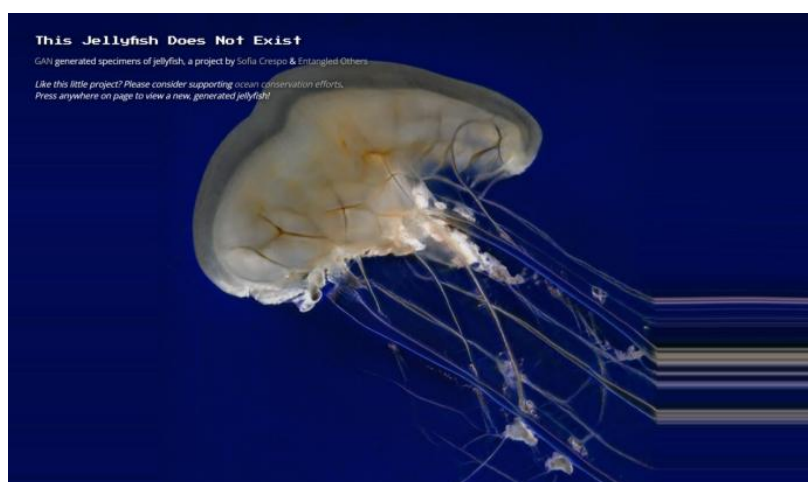 This Jellyfish Does Not Exist
GAN generated specimens of jellyfish, a project by Sofia Crespo & Entangled Others
Like this little project? Please consider supporting ocean conservation efforts.
Press anywhere on page to view a new, generated jellyfish!